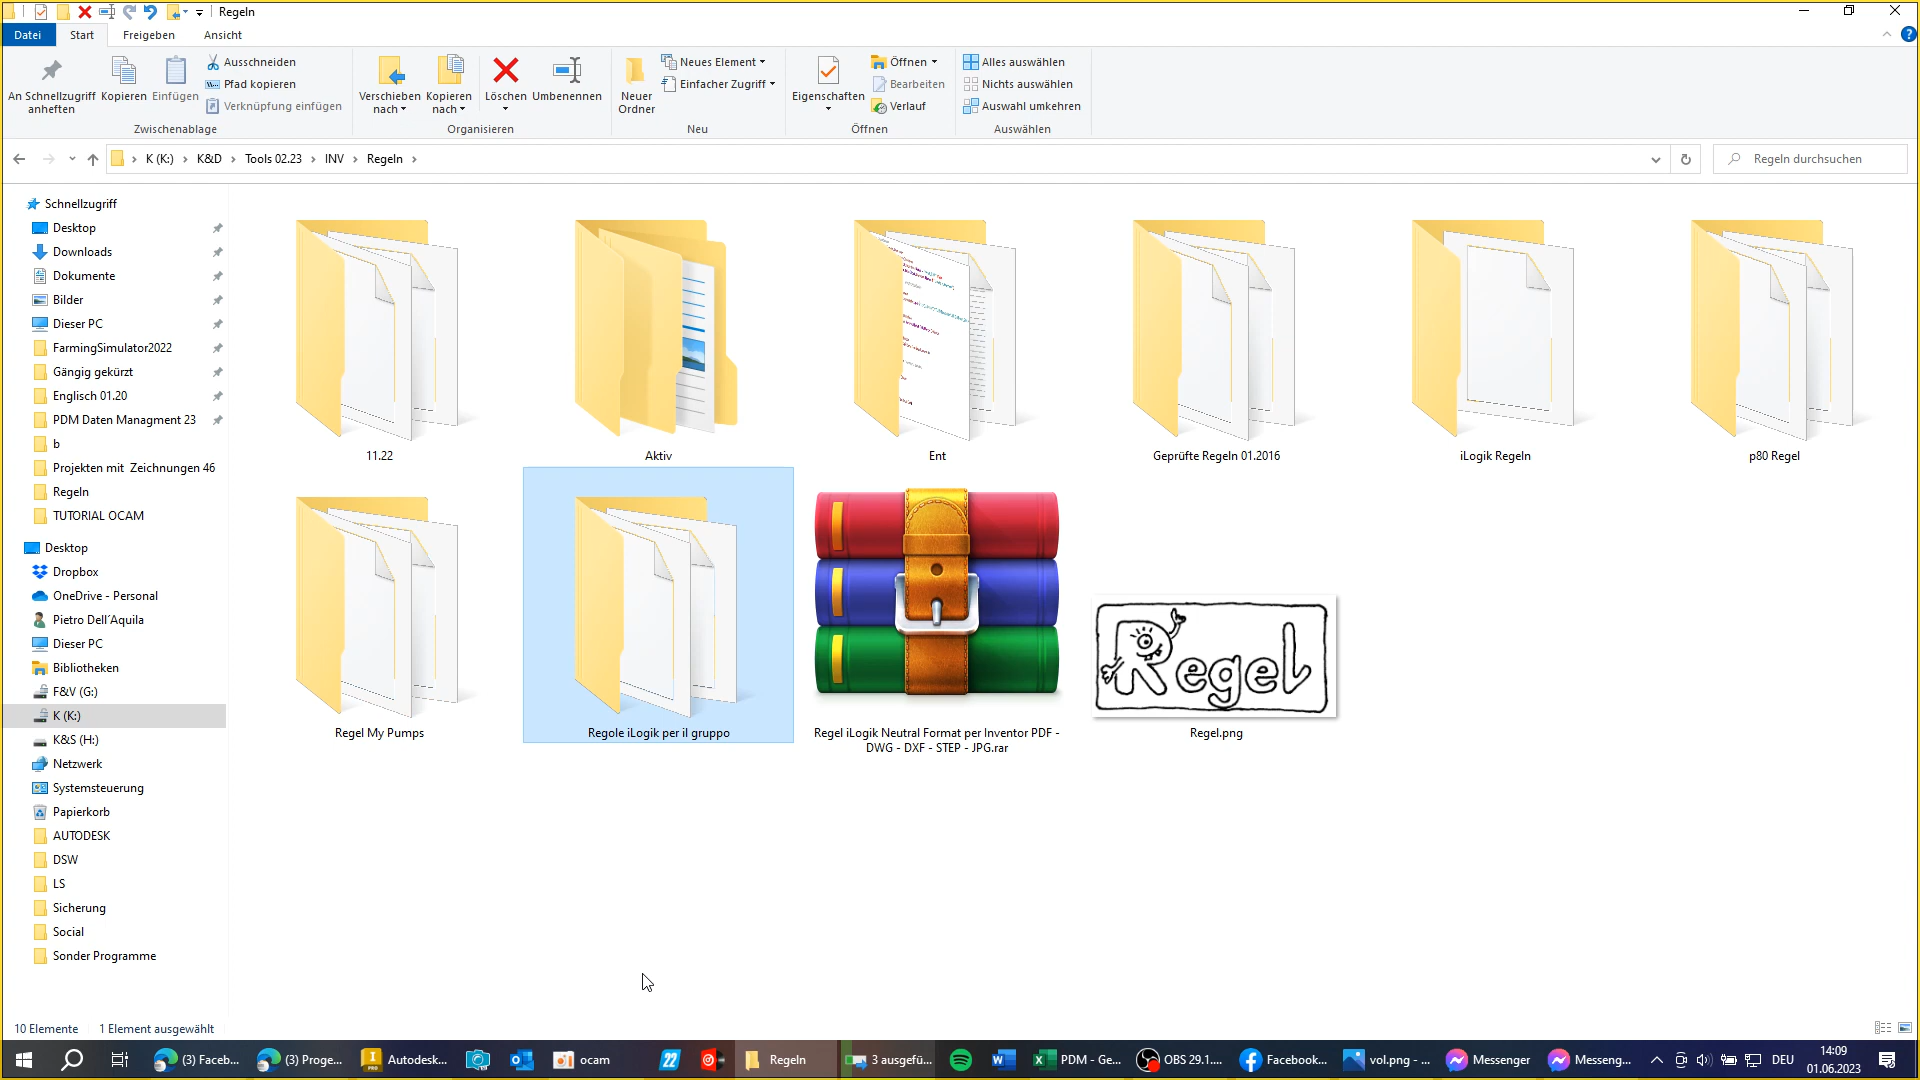 Regeln
Datei
Start
Freigeben
Ansicht
An Schnellzugriff
anheften
Kopieren
Einfügen
Ausschneiden
Pfad kopieren
Verknüpfung einfügen
Zwischenablage
Verschieben
nach
Kopieren
nach
Löschen
Umbenennen
Organisieren
Neuer
Ordner
Neues Element
Einfacher Zugriff
Neu
Eigenschaften
Öffnen
Bearbeiten
Verlauf
Öffnen
Alles auswählen
Nichts auswählen
Auswahl umkehren
Auswählen
K (K:) › K&D › Tools 02.23 › INV › Regeln ›
Regeln durchsuchen
Schnellzugriff
Desktop
Downloads
Dokumente
Bilder
Dieser PC
FarmingSimulator2022
Gängig gekürzt
Englisch 01.20
PDM Daten Managment 23
b
Projekten mit  Zeichnungen 46
Regeln
TUTORIAL OCAM
Desktop
Dropbox
OneDrive - Personal
Pietro Dell´Aquila
Dieser PC
Bibliotheken
F&V (G:)
K (K:)
K&S (H:)
Netzwerk
Systemsteuerung
Papierkorb
AUTODESK
DSW
LS
Sicherung
Social
Sonder Programme
11.22
Aktiv
Ent
Geprüfte Regeln 01.2016
iLogik Regeln
p80 Regel
Regel My Pumps
Regole iLogik per il gruppo
Regel iLogik Neutral Format per Inventor PDF -
DWG - DXF - STEP - JPG.rar
Regel
Regel.png
10 Elemente
1 Element ausgewählt
(3) Faceb...
(3) Proge...
Autodesk...
ocam
22
Regeln
3 ausgefü...
PDM - Ge...
OBS 29.1....
Facebook...
vol.png - ...
Messenger
Messeng...
DEU
14:09
01.06.2023